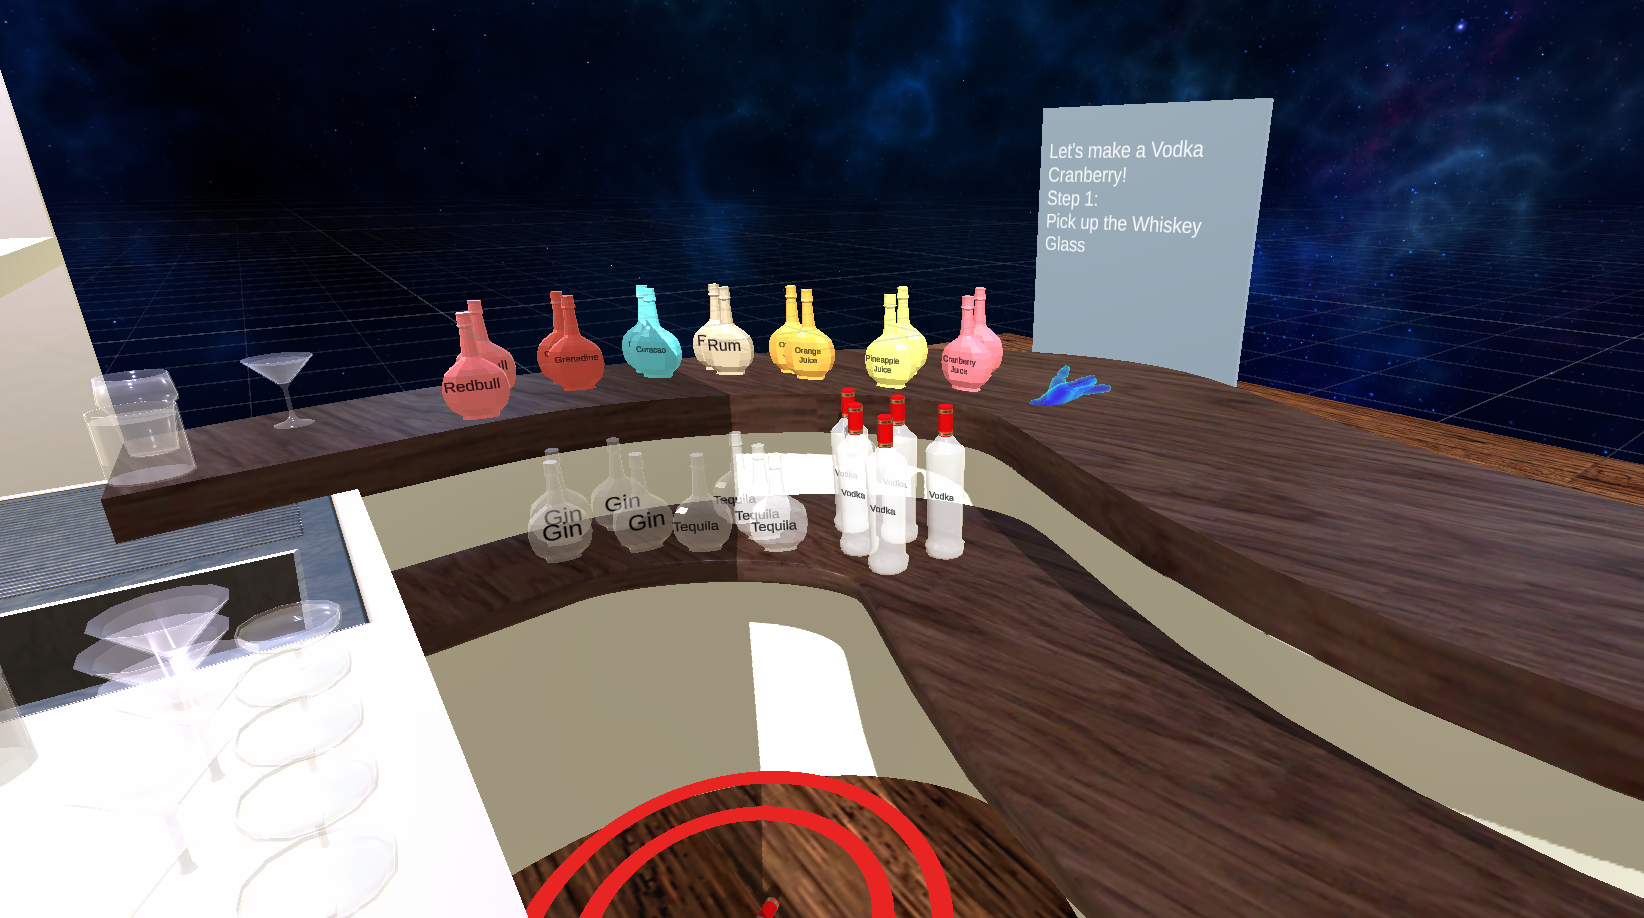 Let's make a Vodka
Cranberry!
Step 1:
Pick up the Whiskey
Glass
Redbull
ull
Grenadine
Curacao
Rum
Orange
Juice
Pineapple
Juice
Cranberry
Juice
Gin
Gin
Gin
Gin
Tequila
Tequila
Tequila
Tequila
Vodka
Vodka
Vodka
Vodka
Vodka